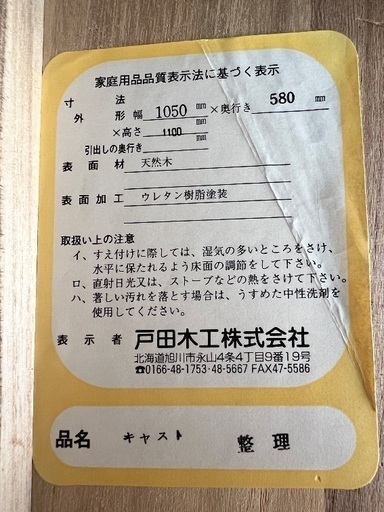 家庭用品品質表示法に基づく表示
寸 法
外 形 幅 1050 mm × 奥行き 580 mm
×高さ 1100 mm
引出しの奥行き mm
表 面 材 天然木
表 面 加 工 ウレタン樹脂塗装
取扱い上の注意
イ、すえ付けに際しては、湿気の多いところをさけ、
水平に保たれるよう床面の調節をして下さい。
ロ、直射日光又は、ストーブなどの熱をさけて下さい。
ハ、著しい汚れを落とす場合は、うすめた中性洗剤を
使用してください。
表 示 者 戸田木工株式会社
北海道旭川市永山4条4丁目9番19号
☎0166-48-1753・48-5667 FAX47-5586
品名 キャスト 整 理